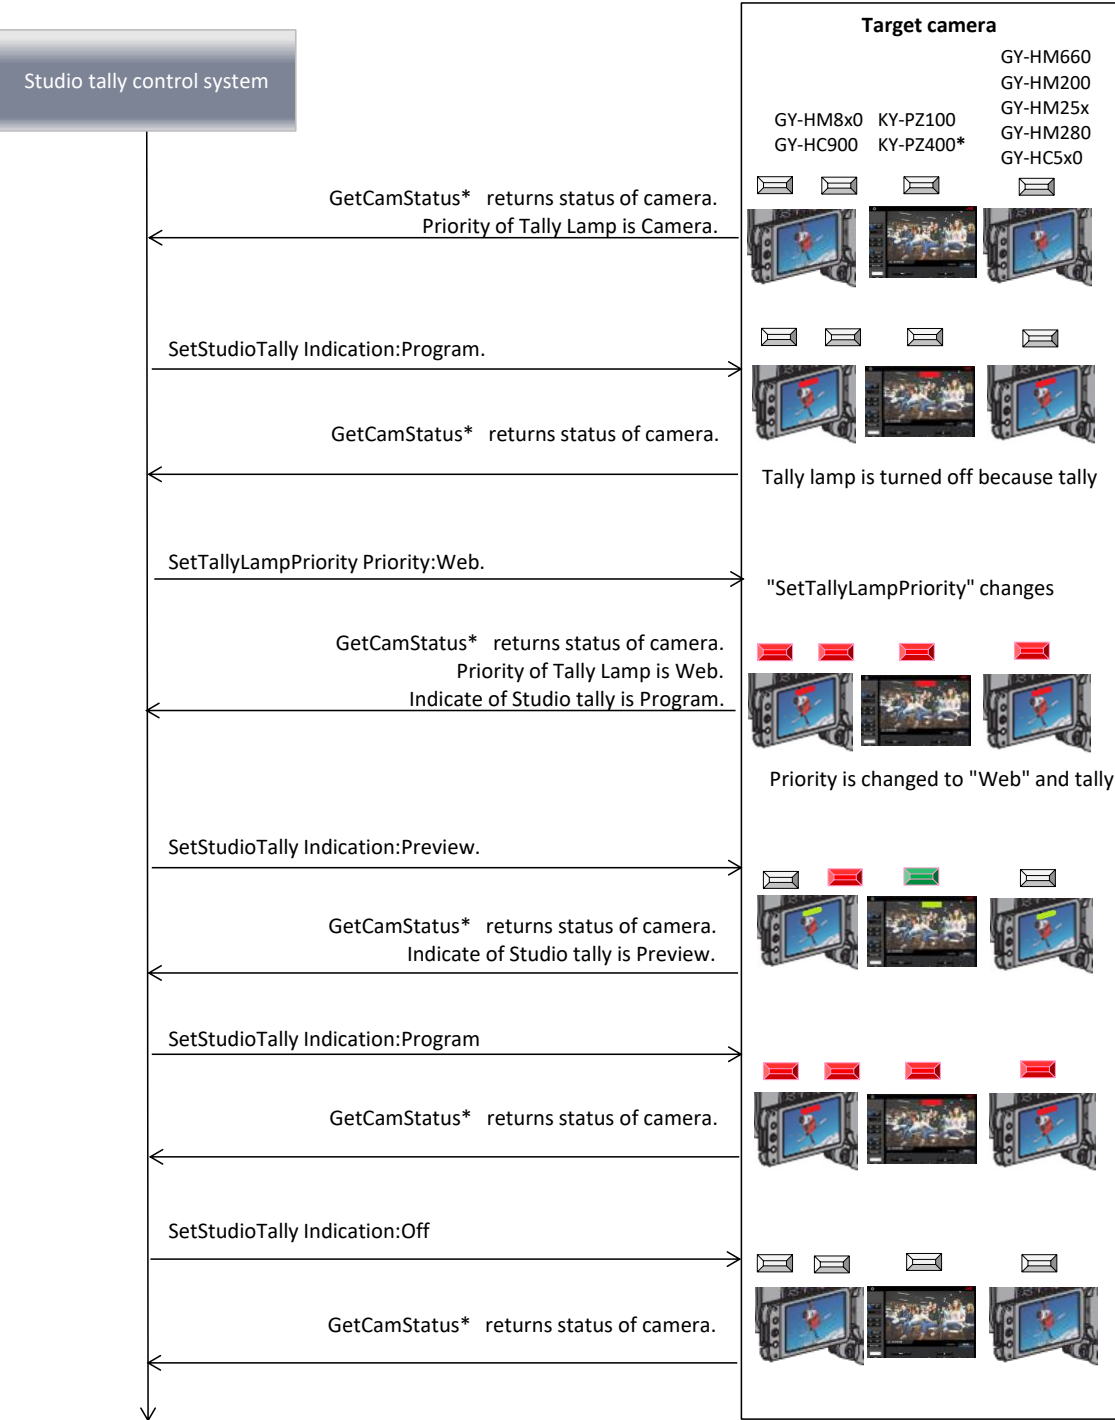 Target camera
Studio tally control system
GY-HM660
GY-HM200
GY-HM25x
GY-HM280
GY-HC5x0
GY-HM8x0 KY-PZ100
GY-HC900 KY-PZ400*
GetCamStatus* returns status of camera.
Priority of Tally Lamp is Camera.
SetStudioTally Indication:Program.
GetCamStatus* returns status of camera.
Tally lamp is turned off because tally
SetTallyLampPriority Priority:Web.
"SetTallyLampPriority" changes
GetCamStatus* returns status of camera.
Priority of Tally Lamp is Web.
Indicate of Studio tally is Program.
Priority is changed to "Web" and tally
SetStudioTally Indication:Preview.
GetCamStatus* returns status of camera.
Indicate of Studio tally is Preview.
SetStudioTally Indication:Program
GetCamStatus* returns status of camera.
SetStudioTally Indication:Off
GetCamStatus* returns status of camera.